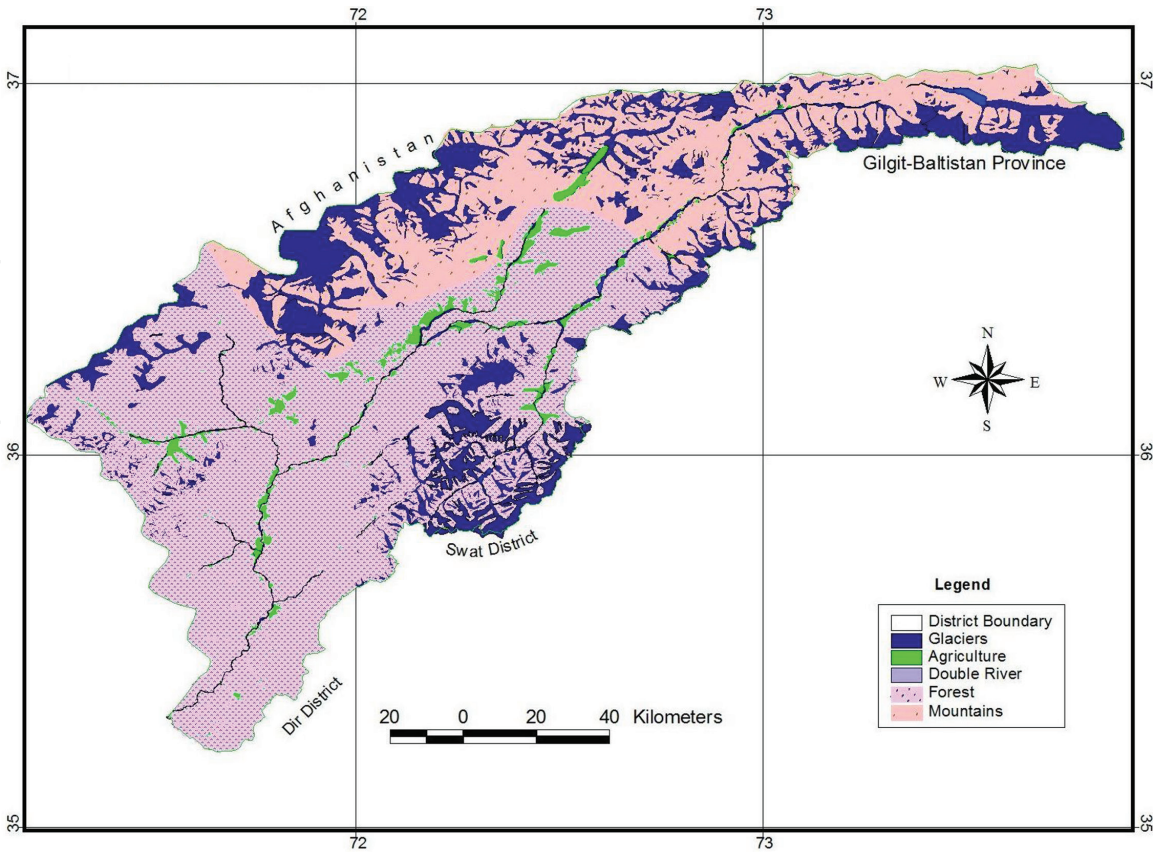 72
73
37
37
Afghanistan
Gilgit-Baltistan Province
N
W
E
S
36
36
Swat District
Dir District
Legend
District Boundary
Glaciers
Agriculture
Double River
Forest
Mountains
20 0 20 40 Kilometers
35
35
72
73